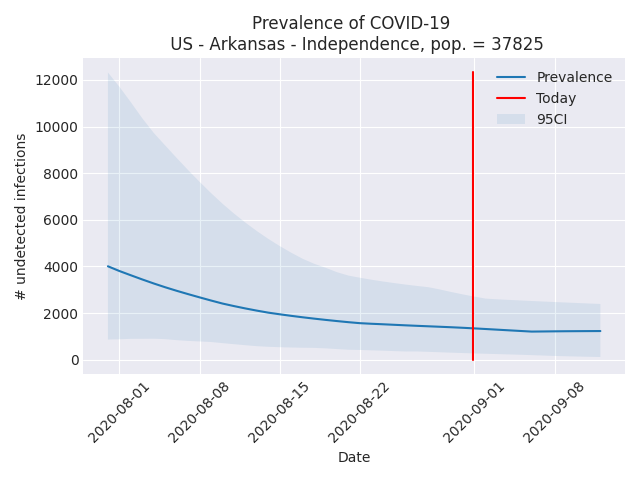 Prevalence of COVID-19
US - Arkansas - Independence, pop. = 37825
12000
10000
8000
6000
4000
2000
0
# undetected infections
Prevalence
Today
95CI
2020-08-01
2020-08-08
2020-08-15
2020-08-22
2020-09-01
2020-09-08
Date